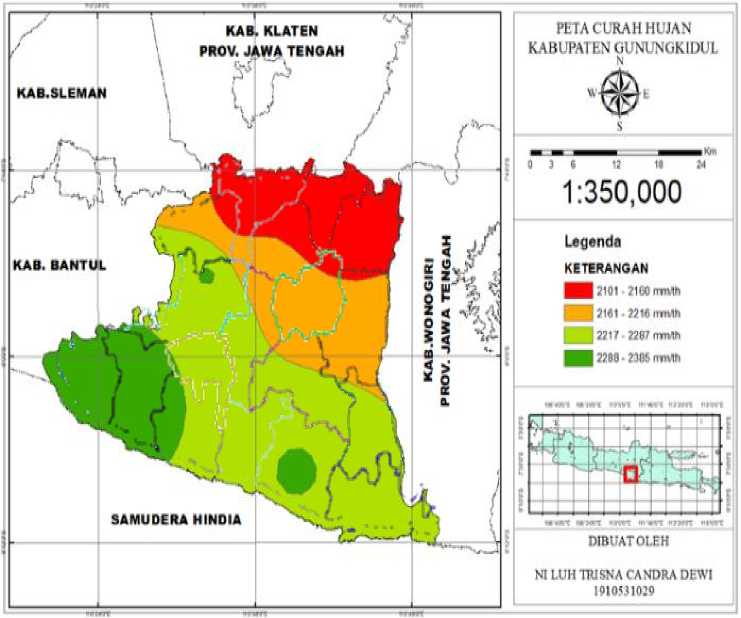 KAB. KLATEN
PROV. JAWA TENGAH
KAB.SLEMAN
KAB. BANTUL
KAB.WONOGIRI
PROV. JAWA TENGAH
SAMUDERA HINDIA
PETA CURAH HUJAN
KABUPATEN GUNUNGKIDUL
N
W E
S
Km
0 3 6 12 18 24
1:350,000
Legenda
KETERANGAN
2101 - 2160 mm/th
2161 - 2216 mm/th
2217 - 2287 mm/th
2288 - 2385 mm/th
DIBUAT OLEH
NI LUH TRISNA CANDRA DEWI
1910531029